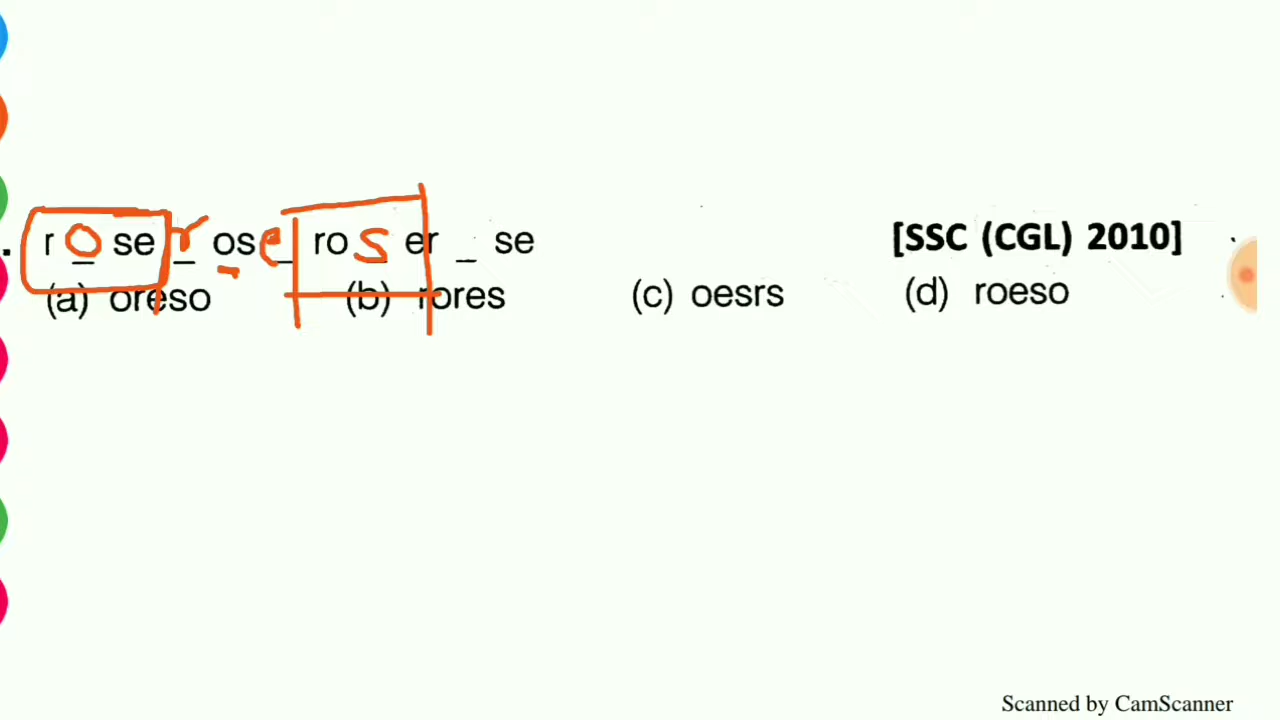 . r o se r os e ro s er _ se [SSC (CGL) 2010]
(a) oreso (b) rores (c) oesrs (d) roeso
Scanned by CamScanner